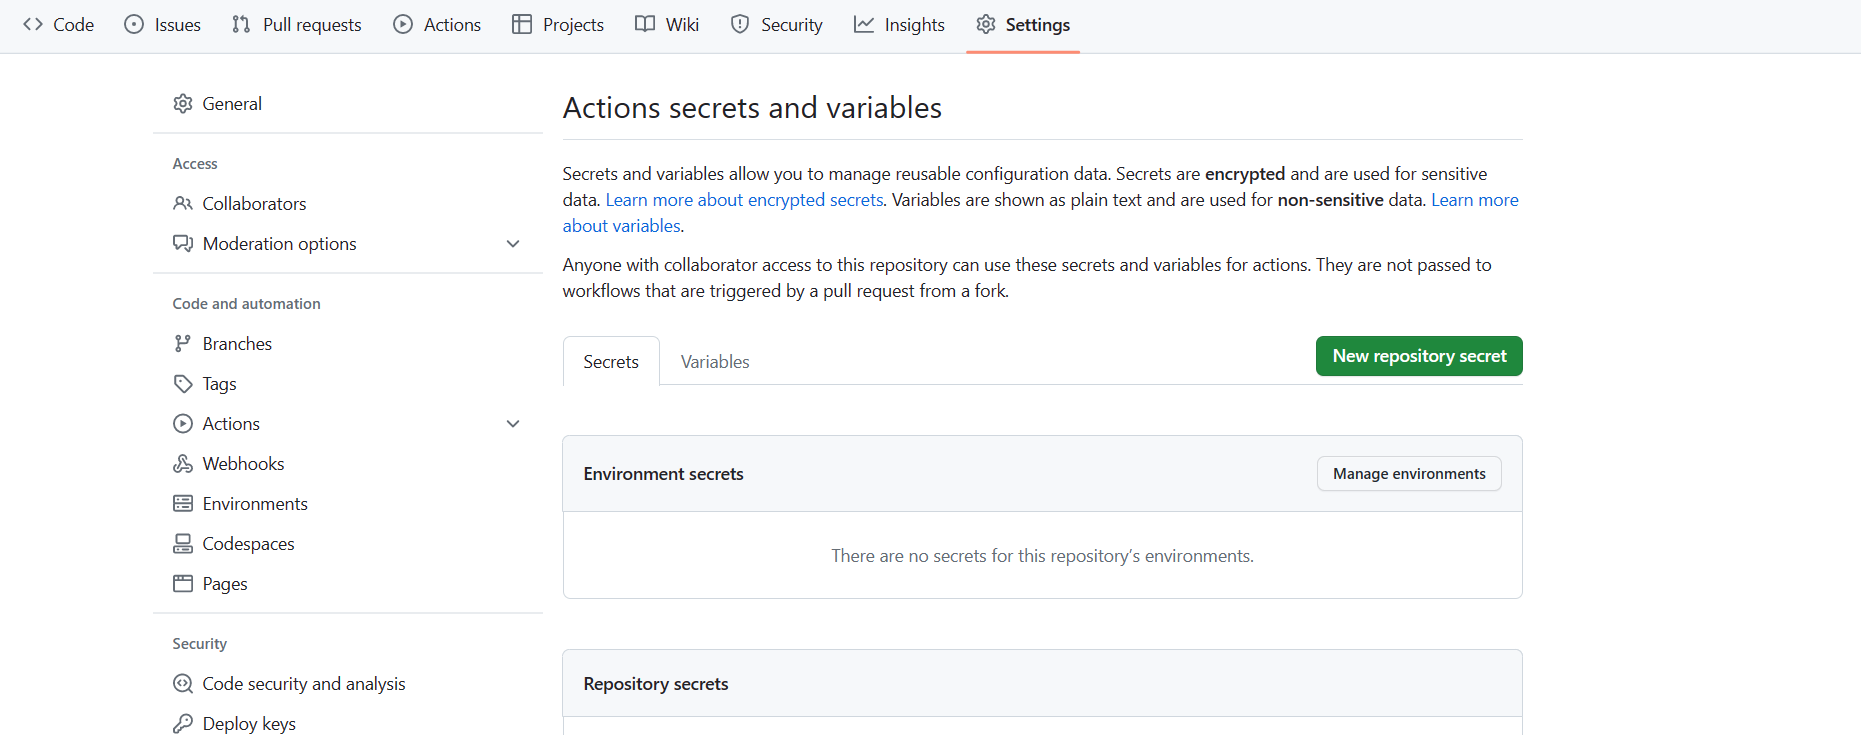 Code Issues Pull requests Actions Projects Wiki Security Insights Settings
General
Access
Collaborators
Moderation options
Code and automation
Branches
Tags
Actions
Webhooks
Environments
Codespaces
Pages
Security
Code security and analysis
Deploy keys
Actions secrets and variables
Secrets and variables allow you to manage reusable configuration data. Secrets are encrypted and are used for sensitive
data. Learn more about encrypted secrets. Variables are shown as plain text and are used for non-sensitive data. Learn more
about variables.
Anyone with collaborator access to this repository can use these secrets and variables for actions. They are not passed to
workflows that are triggered by a pull request from a fork.
Secrets Variables New repository secret
Environment secrets Manage environments
There are no secrets for this repository’s environments.
Repository secrets